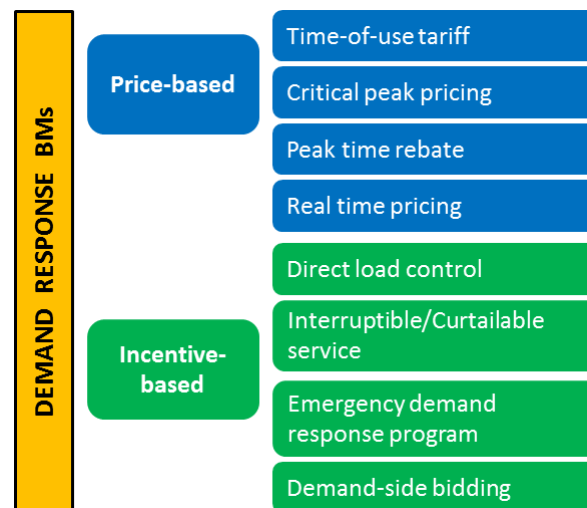 DEMAND RESPONSE BMs
Price-based
Time-of-use tariff
Critical peak pricing
Peak time rebate
Real time pricing
Incentive-
based
Direct load control
Interruptible/Curtailable
service
Emergency demand
response program
Demand-side bidding